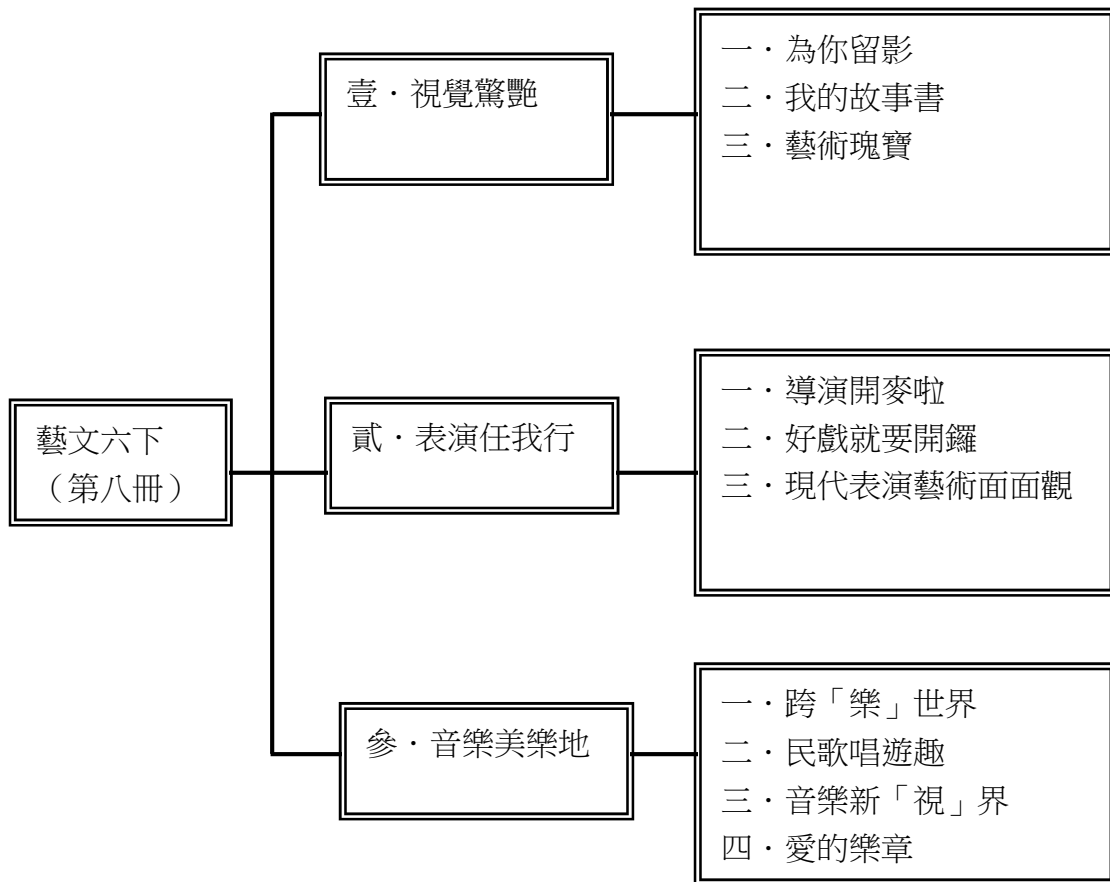 藝文六下
（第八冊）
壹．視覺驚艷
一．為你留影
二．我的故事書
三．藝術瑰寶
貳．表演任我行
一．導演開麥啦
二．好戲就要開鑼
三．現代表演藝術面面觀
參．音樂美樂地
一．跨「樂」世界
二．民歌唱遊趣
三．音樂新「視」界
四．愛的樂章